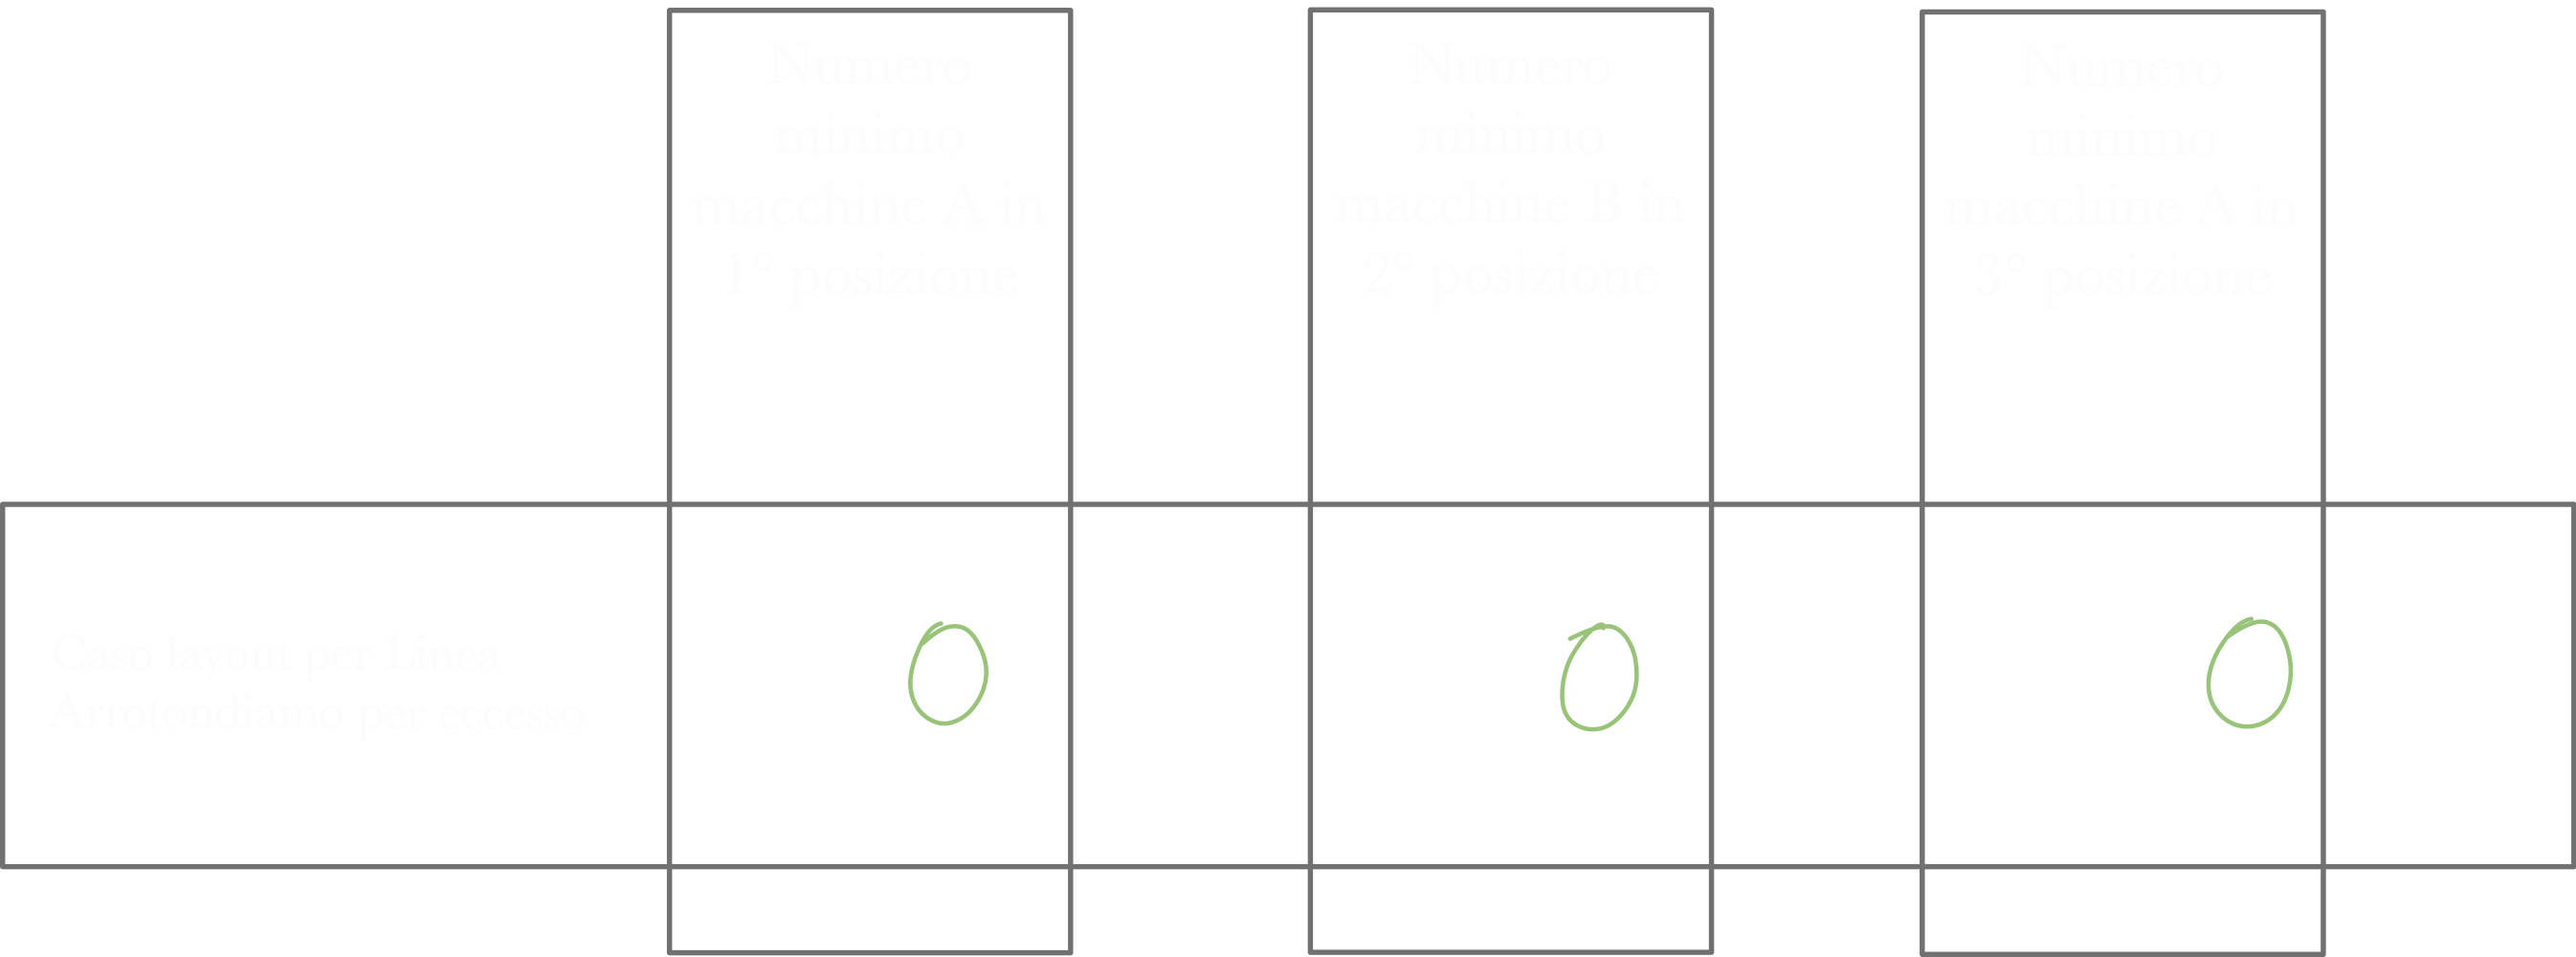 Numero
minimo
macchine A in
1° posizione
Numero
minimo
macchine B in
2° posizione
Numero
minimo
macchine A in
3° posizione
Caso layout per Linea
Arrotondiamo per eccesso
0
0
0